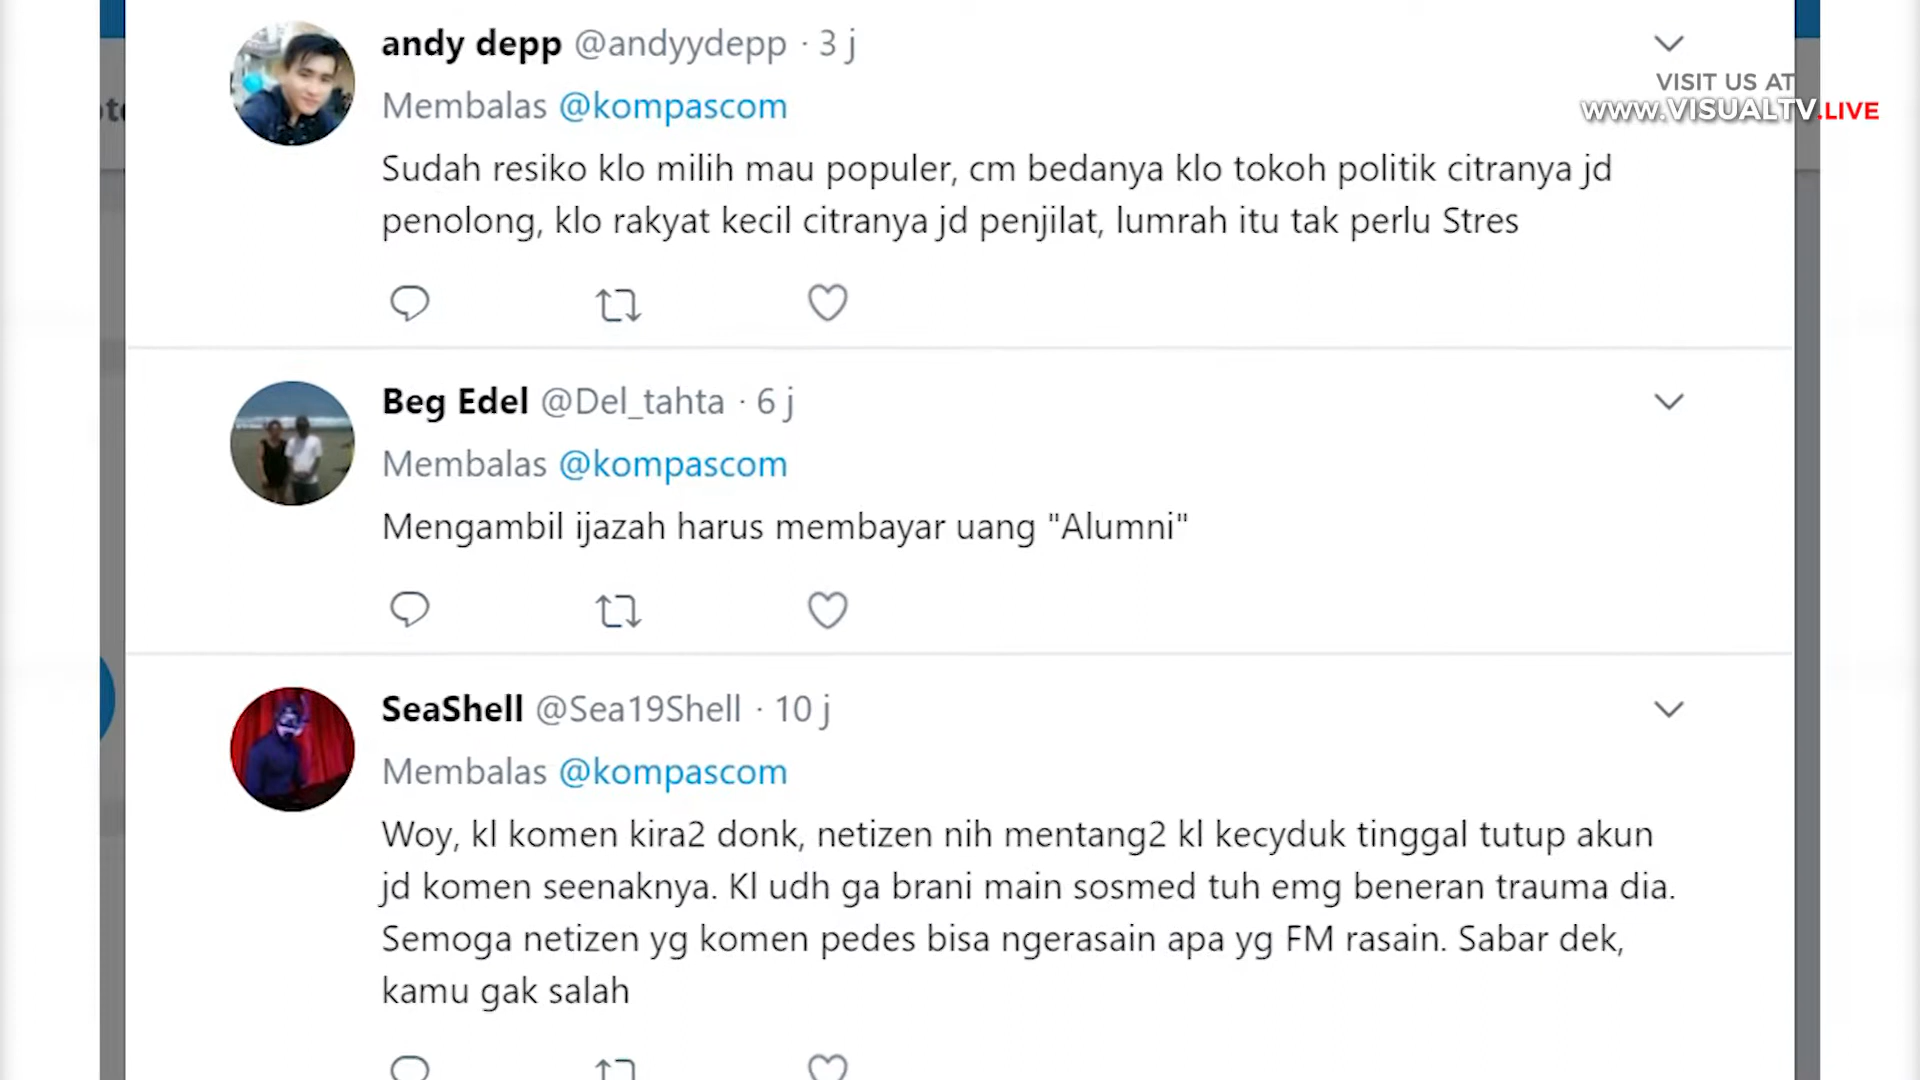 andy depp @andyydepp · 3 j
VISIT US AT
www.VISUALTV.LIVE
Membalas @kompascom
Sudah resiko klo milih mau populer, cm bedanya klo tokoh politik citranya jd
penolong, klo rakyat kecil citranya jd penjilat, lumrah itu tak perlu Stres
Beg Edel @Del_tahta · 6 j
Membalas @kompascom
Mengambil ijazah harus membayar uang "Alumni"
SeaShell @Sea19Shell · 10 j
Membalas @kompascom
Woy, kl komen kira2 donk, netizen nih mentang2 kl kecyduk tinggal tutup akun
jd komen seenaknya. Kl udh ga brani main sosmed tuh emg beneran trauma dia.
Semoga netizen yg komen pedes bisa ngerasain apa yg FM rasain. Sabar dek,
kamu gak salah